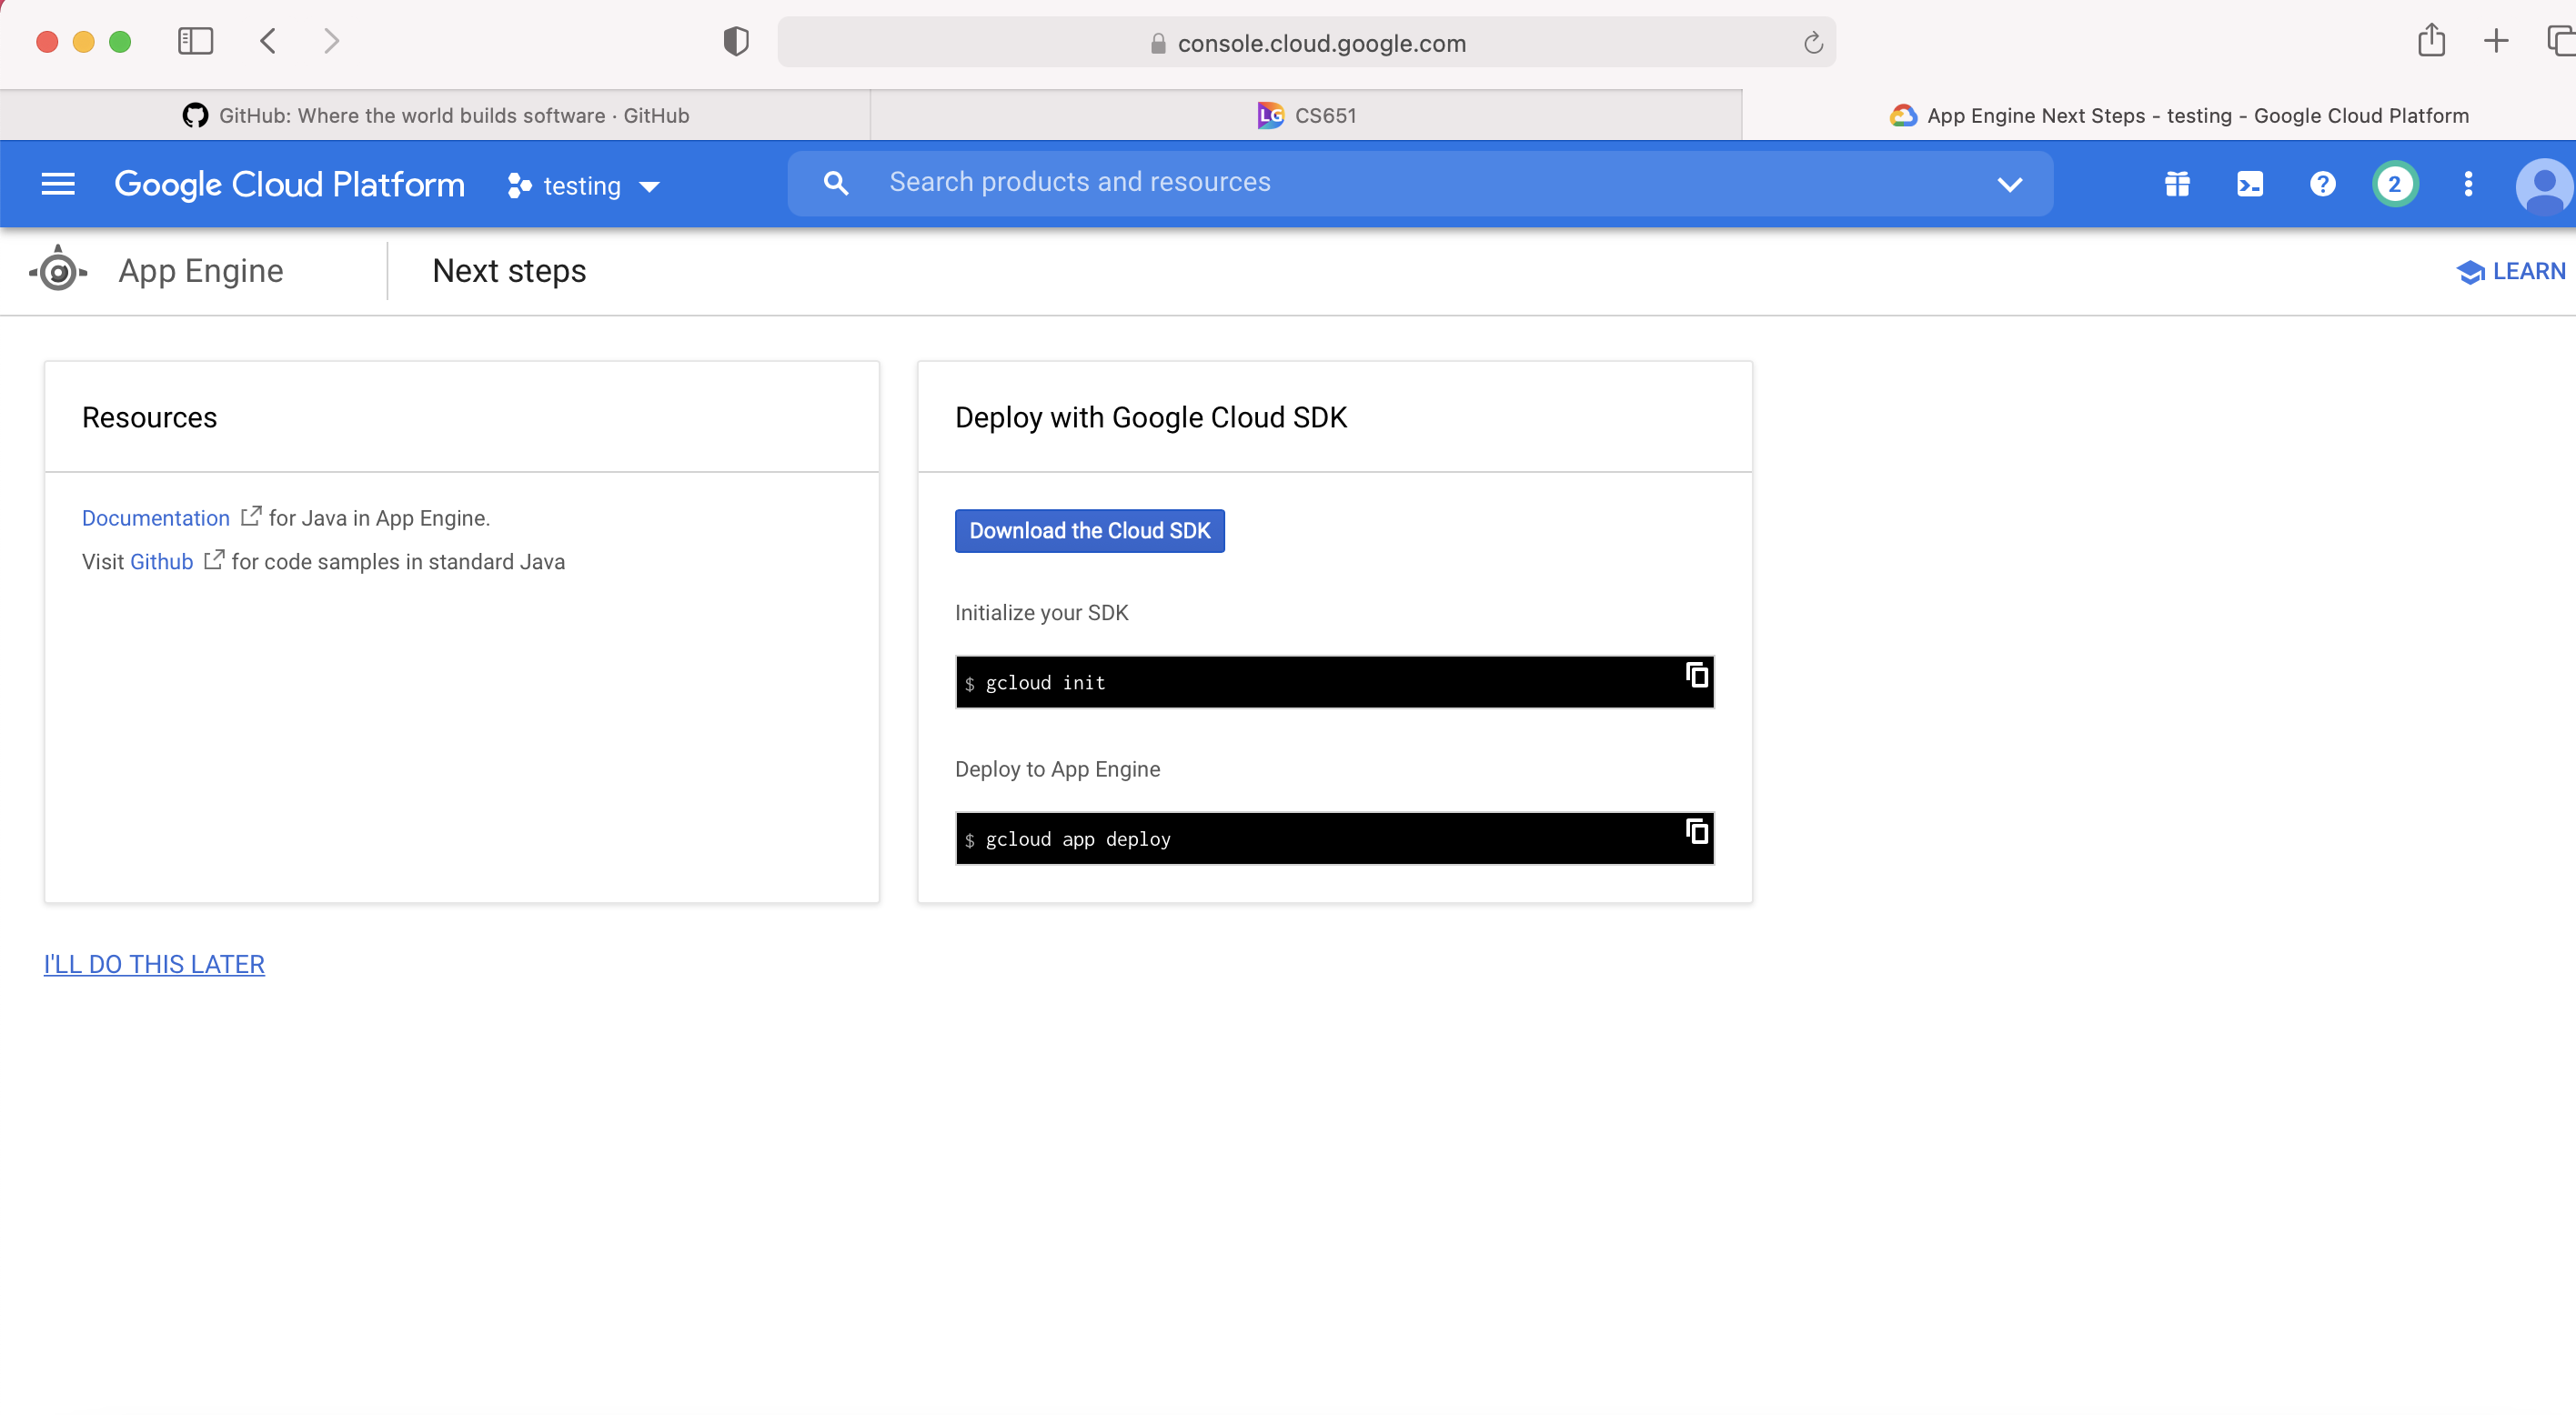 console.cloud.google.com
GitHub: Where the world builds software · GitHub
LG CS651
App Engine Next Steps - testing - Google Cloud Platform
Google Cloud Platform
testing
Search products and resources
2
App Engine
Next steps
LEARN
Resources
Documentation for Java in App Engine.
Visit Github for code samples in standard Java
Deploy with Google Cloud SDK
Download the Cloud SDK
Initialize your SDK
$ gcloud init
Deploy to App Engine
$ gcloud app deploy
I'LL DO THIS LATER